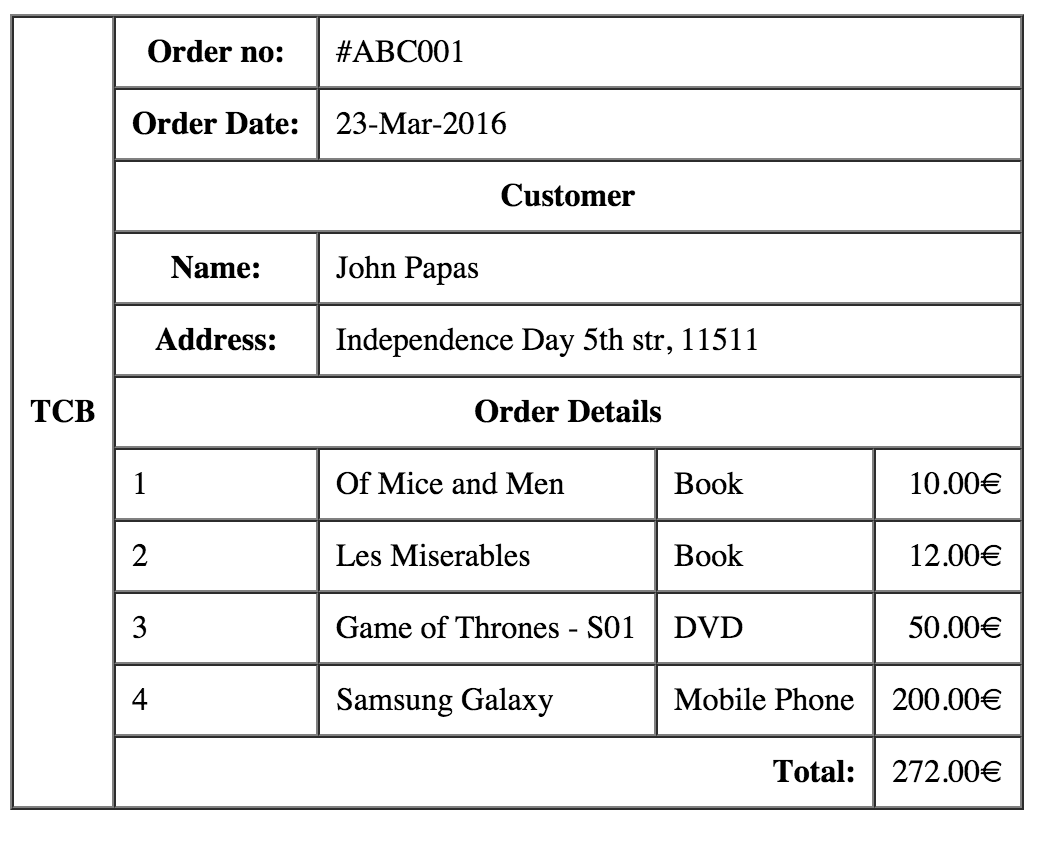 Order no: #ABC001
Order Date: 23-Mar-2016
Customer
Name: John Papas
Address: Independence Day 5th str, 11511
TCB
Order Details
1 Of Mice and Men Book 10.00€
2 Les Miserables Book 12.00€
3 Game of Thrones - S01 DVD 50.00€
4 Samsung Galaxy Mobile Phone 200.00€
Total: 272.00€